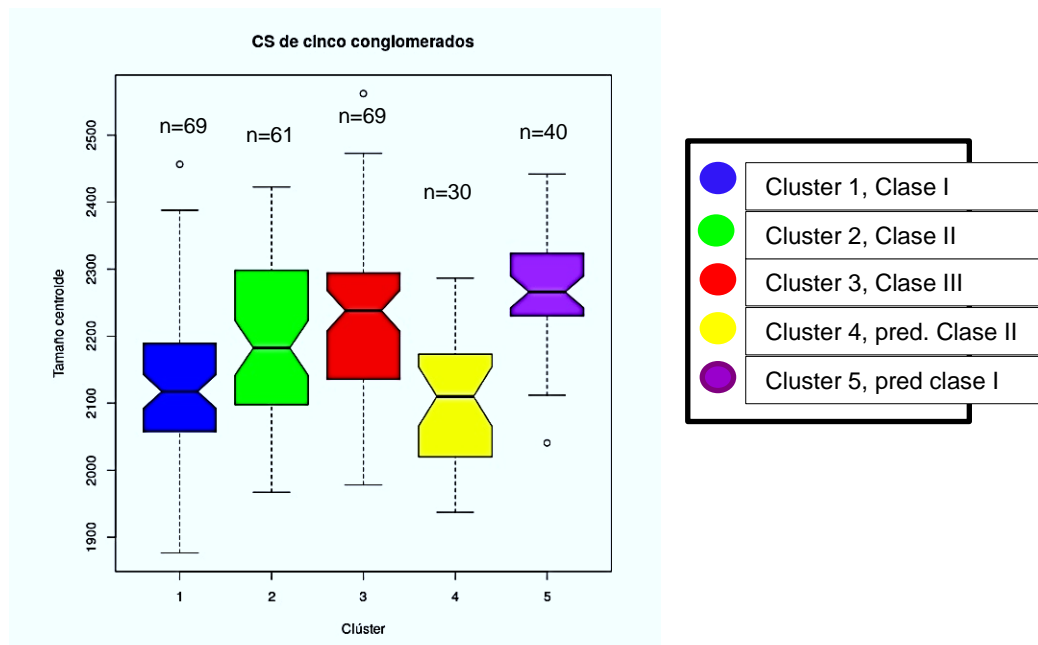 CS de cinco conglomerados
n=69
n=61
n=69
n=30
n=40
Tamaño centroide
2500
2400
2300
2200
2100
2000
1900
1
2
3
4
5
Clúster
Cluster 1, Clase I
Cluster 2, Clase II
Cluster 3, Clase III
Cluster 4, pred. Clase II
Cluster 5, pred clase I